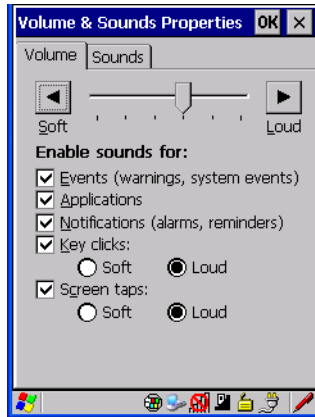 Volume & Sounds Properties OK ×
Volume Sounds
Soft Loud
Enable sounds for:
Events (warnings, system events)
Applications
Notifications (alarms, reminders)
Key clicks:
Soft Loud
Screen taps:
Soft Loud